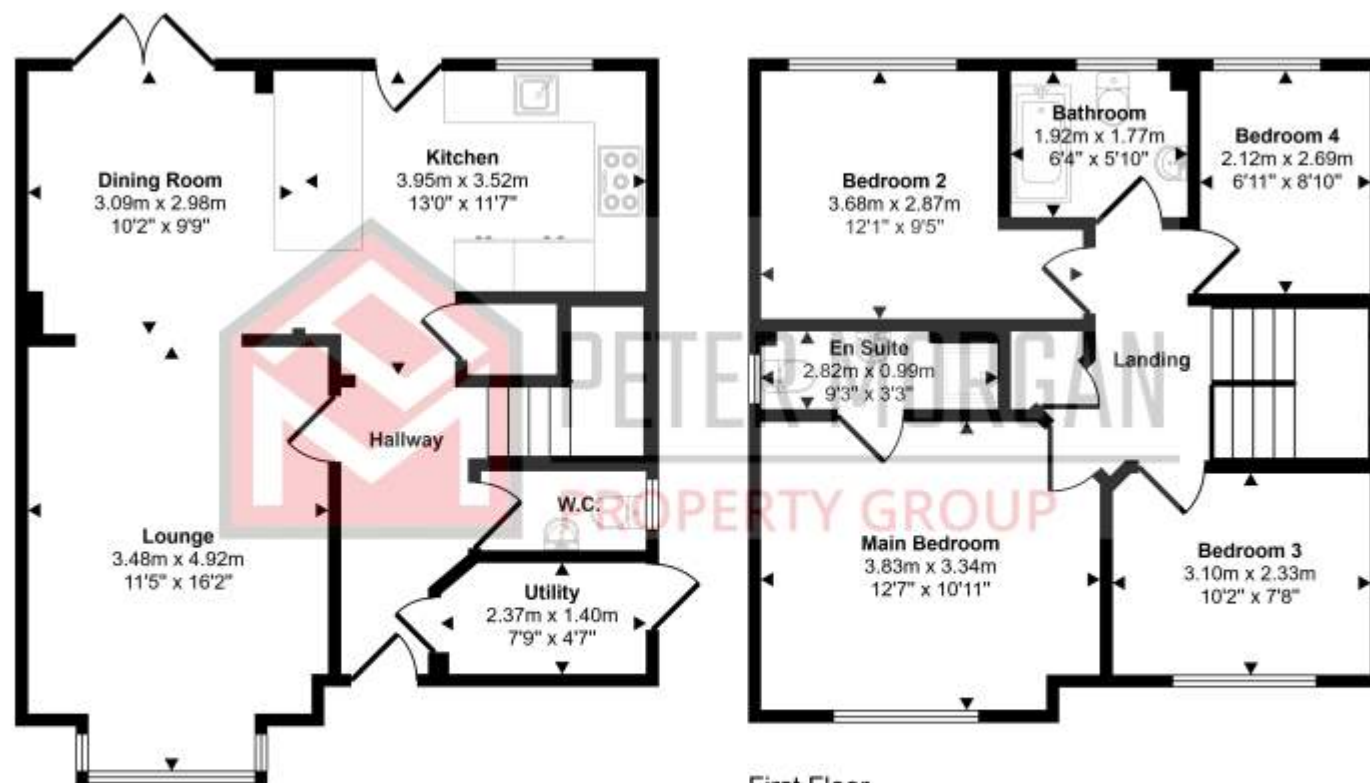 Dining Room
3.09m x 2.98m
10'2" x 9'9"
Kitchen
3.95m x 3.52m
13'0" x 11'7"
Hallway
W.C.
Lounge
3.48m x 4.92m
11'5" x 16'2"
Utility
2.37m x 1.40m
7'9" x 4'7"
Bedroom 2
3.68m x 2.87m
12'1" x 9'5"
Bathroom
1.92m x 1.77m
6'4" x 5'10"
Bedroom 4
2.12m x 2.69m
6'11" x 8'10"
En Suite
2.82m x 0.99m
9'3" x 3'3"
Landing
Main Bedroom
3.83m x 3.34m
12'7" x 10'11"
Bedroom 3
3.10m x 2.33m
10'2" x 7'8"
PETER MORGAN
PROPERTY GROUP
First Floor